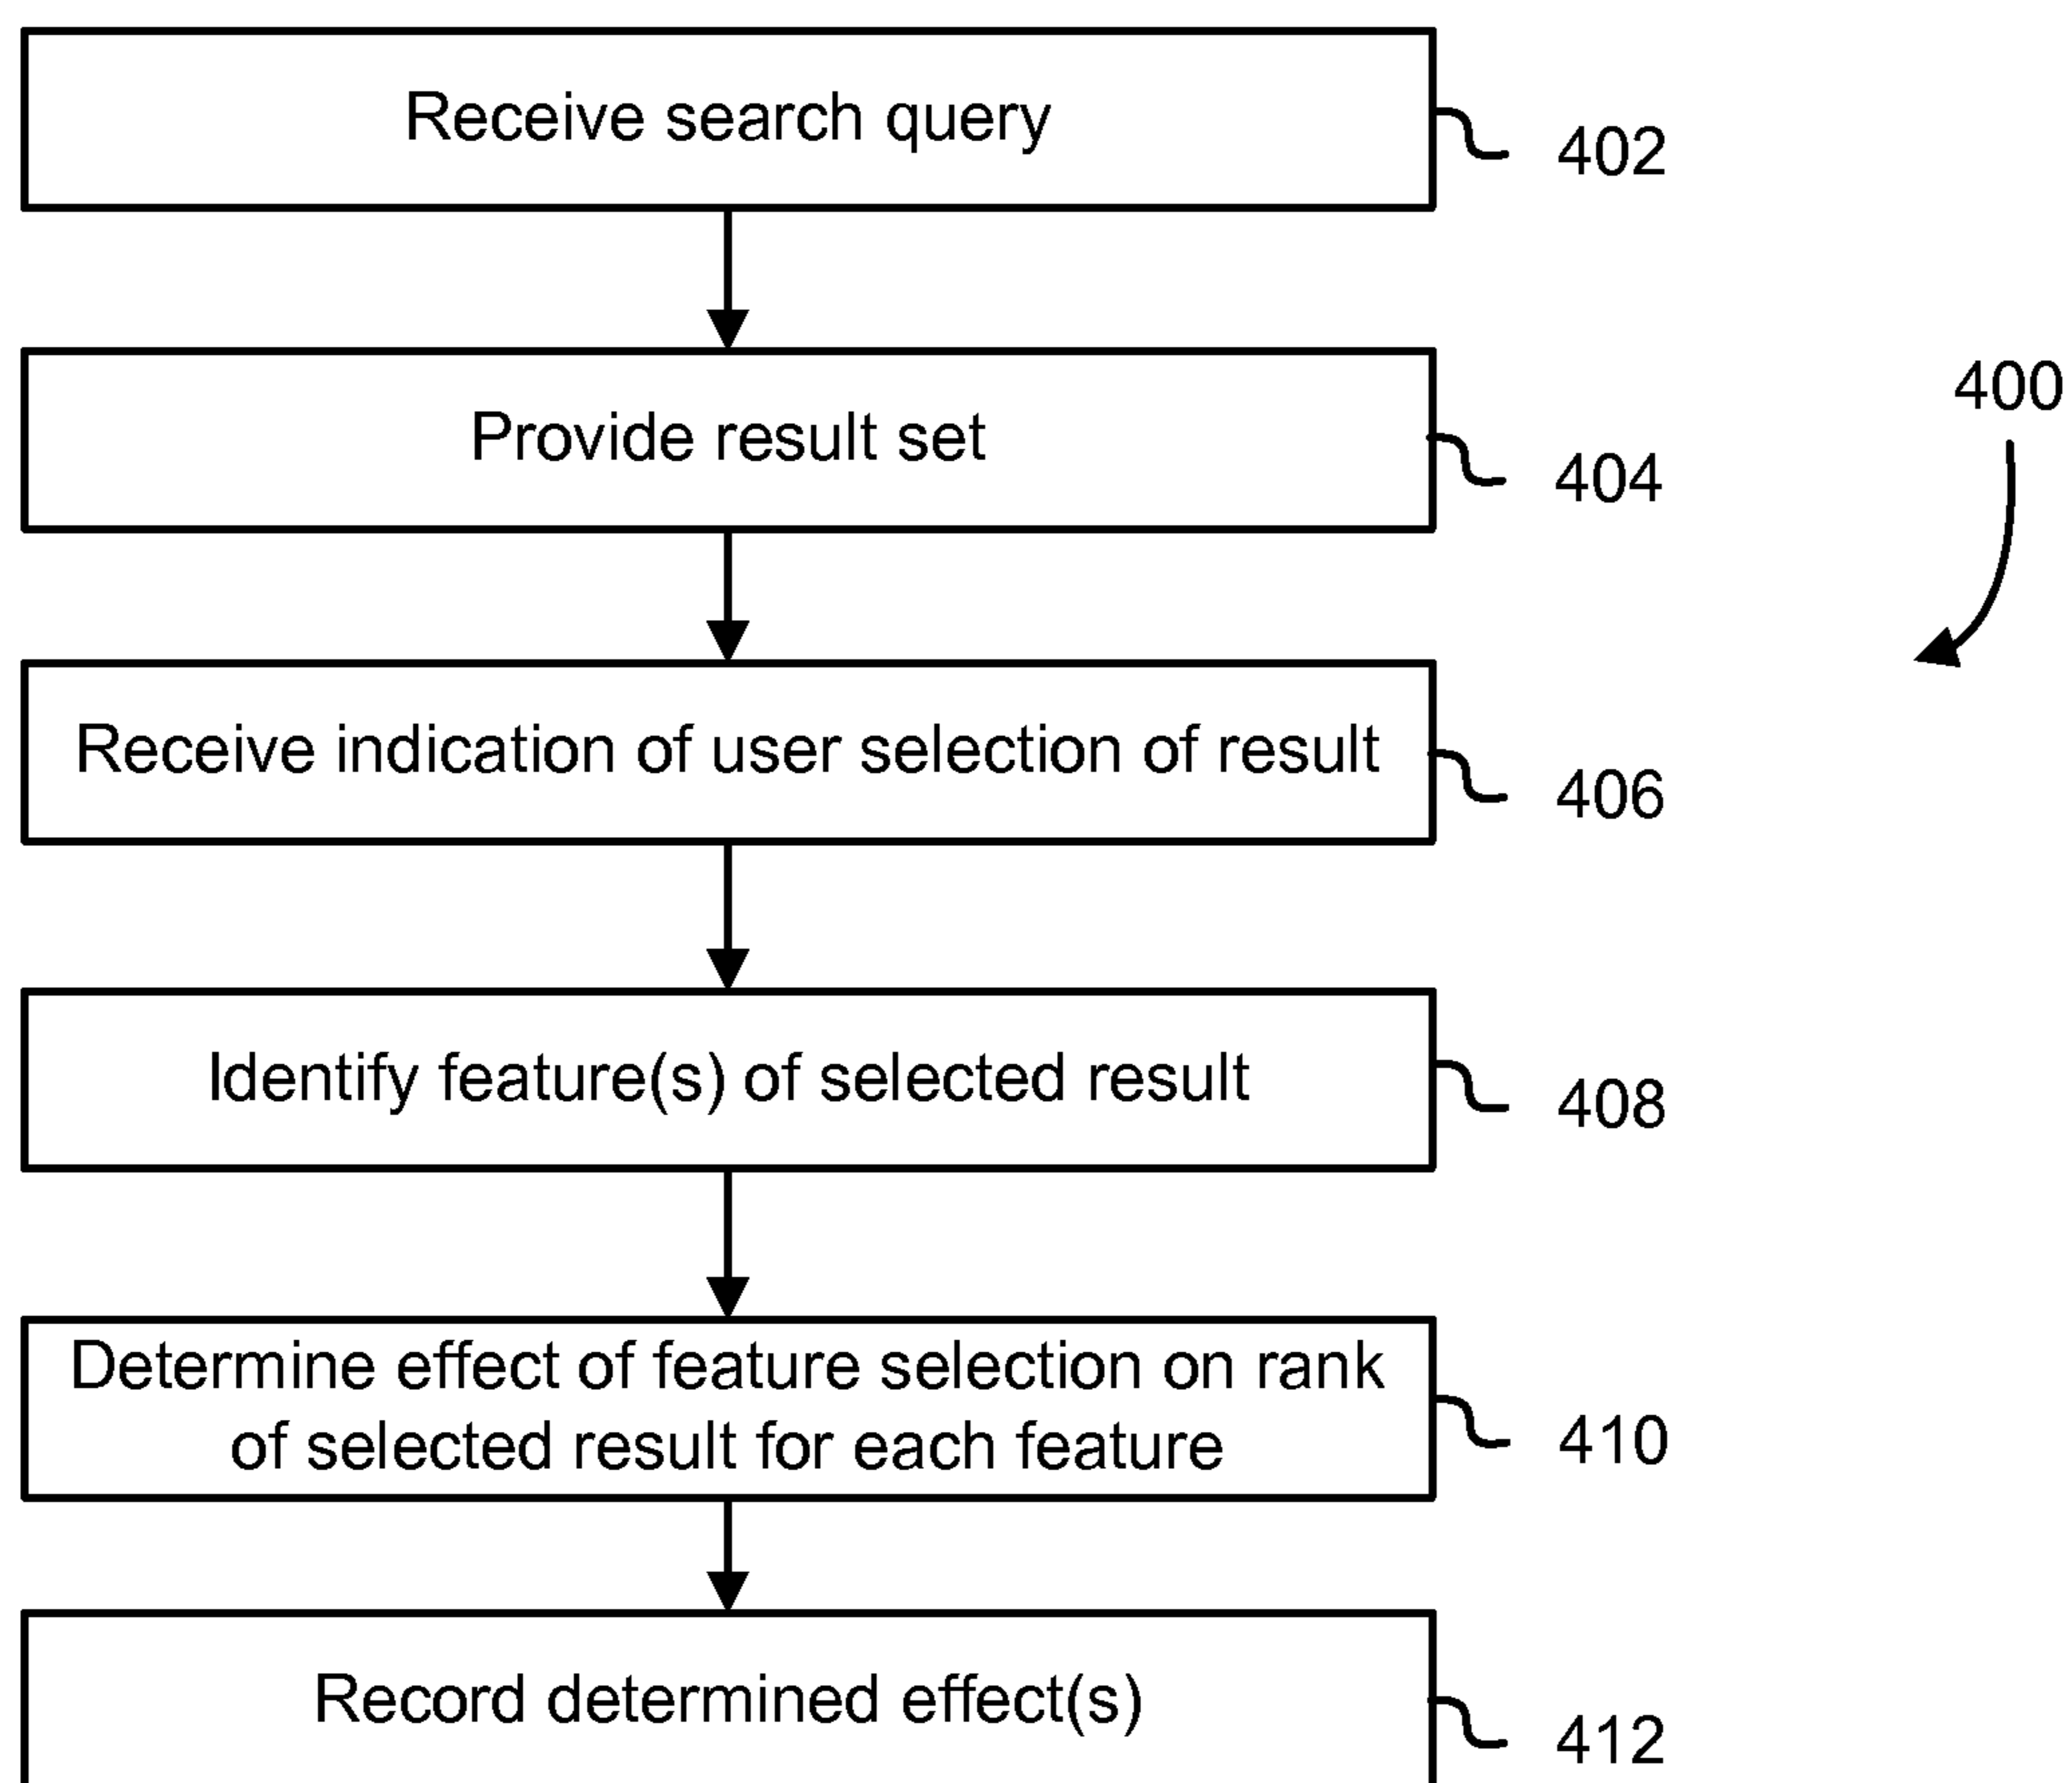 Receive search query
402
Provide result set
404
400
Receive indication of user selection of result
406
Identify feature(s) of selected result
408
Determine effect of feature selection on rank
of selected result for each feature
410
Record determined effect(s)
412